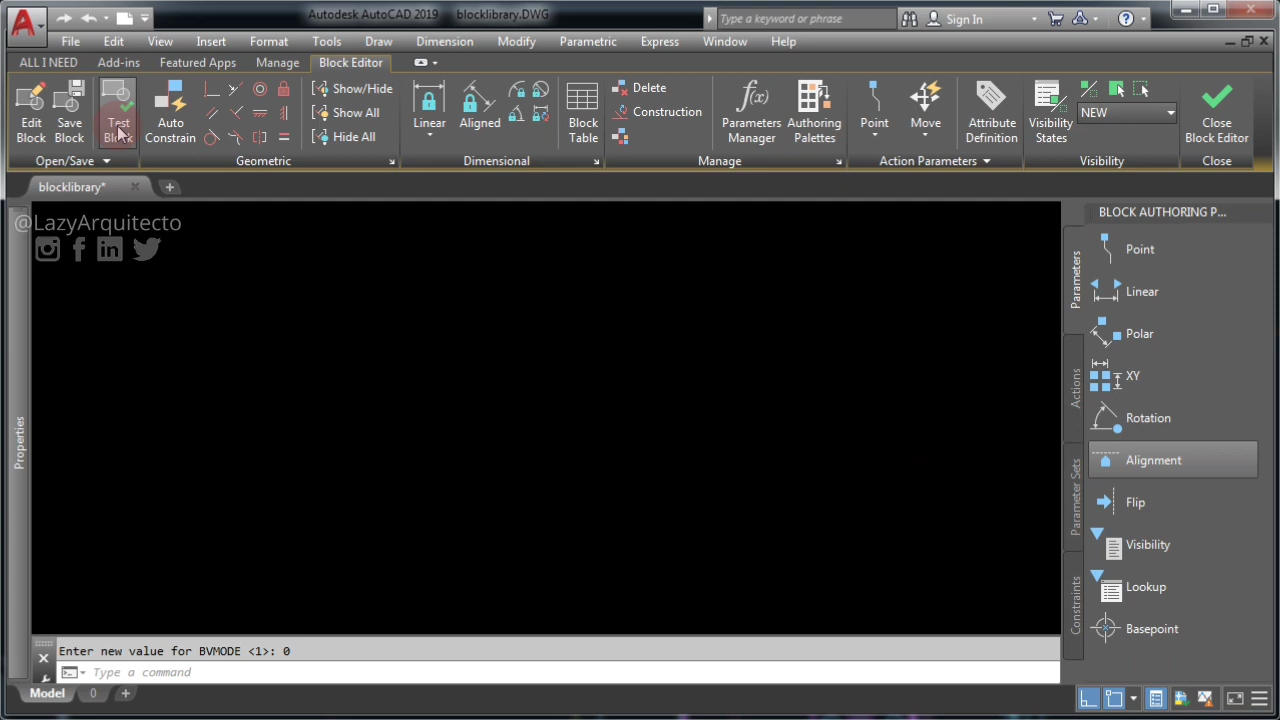 Autodesk AutoCAD 2019 blocklibrary.DWG
Type a keyword or phrase
Sign In
File Edit View Insert Format Tools Draw Dimension Modify Parametric Express Window Help
ALL I NEED Add-ins Featured Apps Manage Block Editor
Edit
Block
Save
Block
Test
Block
Auto
Constrain
Show/Hide
Show All
Hide All
Linear
Aligned
Block
Table
Delete
Construction
Parameters
Manager
Authoring
Palettes
Point
Move
Attribute
Definition
Visibility
States
NEW
Close
Block Editor
Open/Save Geometric Dimensional Manage Action Parameters Visibility Close
blocklibrary*
@LazyArquitecto
Properties
BLOCK AUTHORING P...
Parameters
Actions
Parameter Sets
Constraints
Point
Linear
Polar
XY
Rotation
Alignment
Flip
Visibility
Lookup
Basepoint
Enter new value for BVMODE <1>: 0
Type a command
Model 0